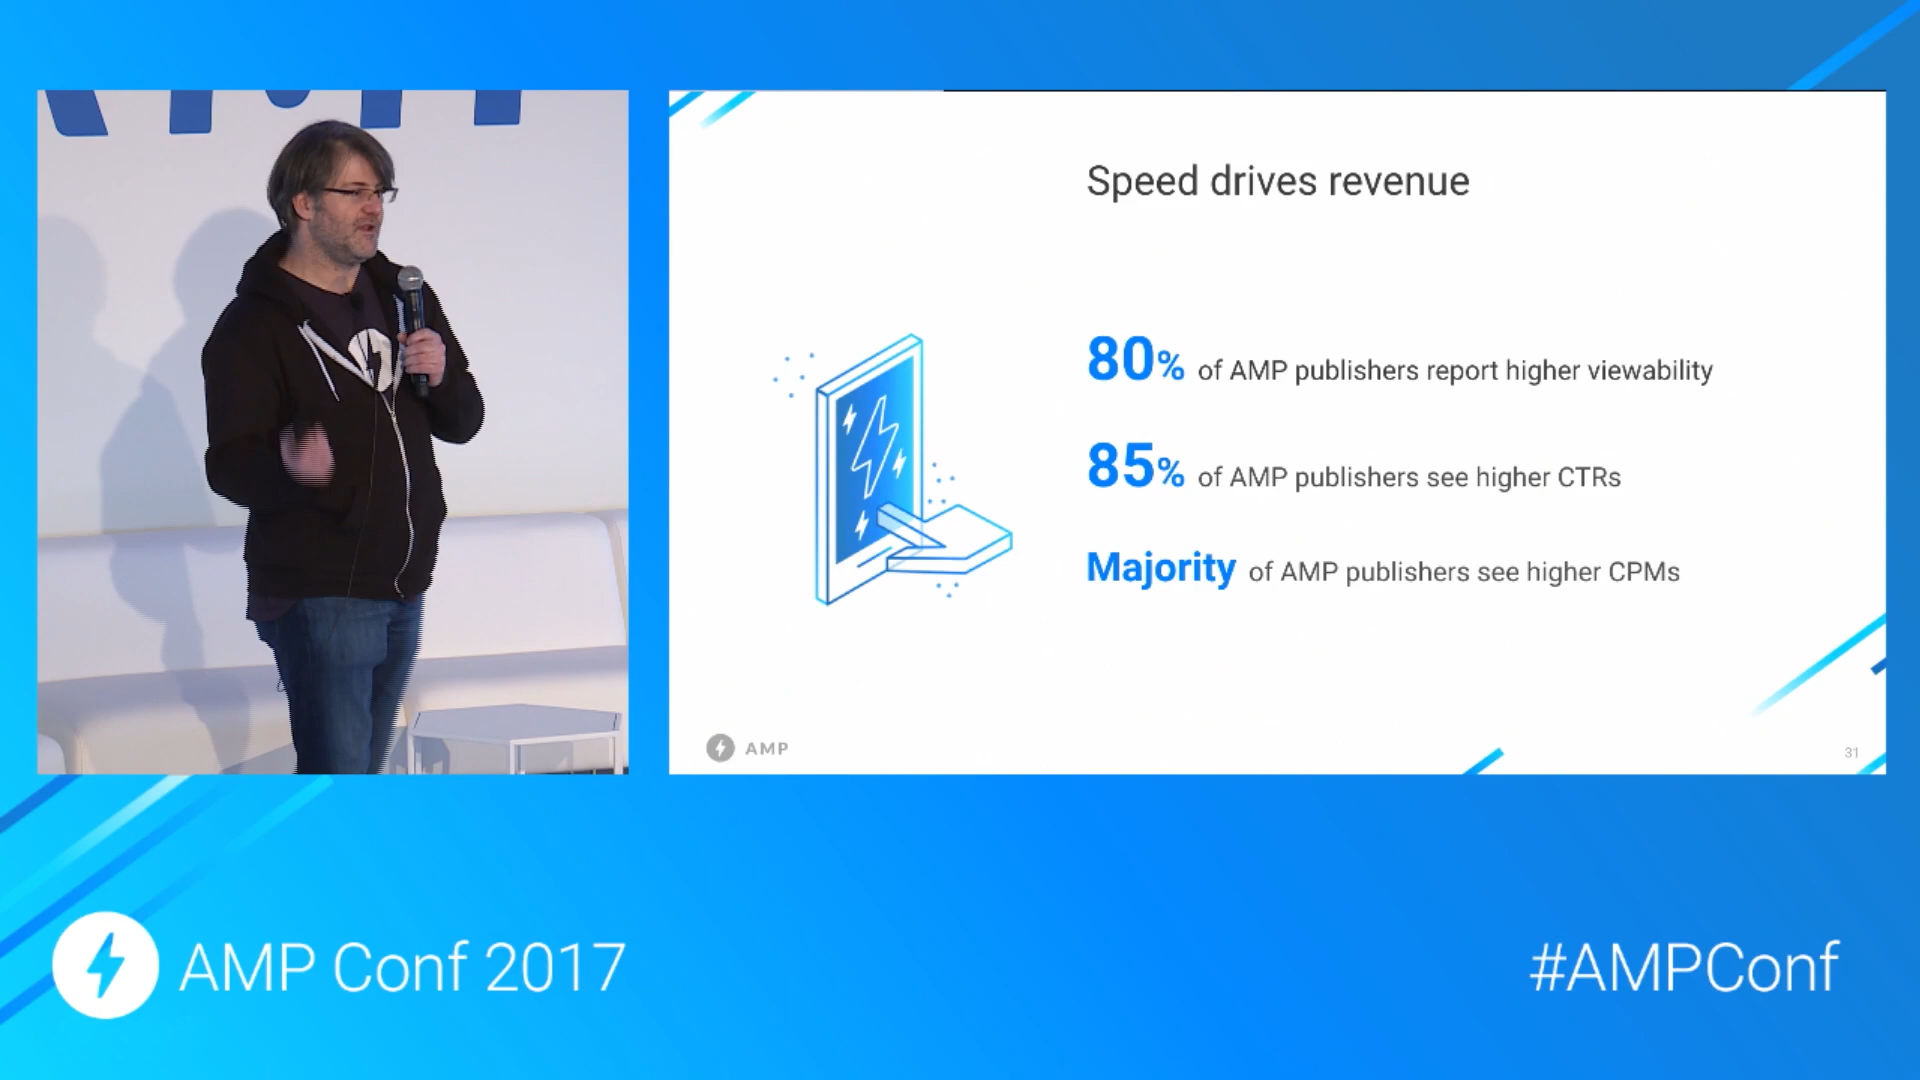 Speed drives revenue
80% of AMP publishers report higher viewability
85% of AMP publishers see higher CTRs
Majority of AMP publishers see higher CPMs
AMP
31
AMP Conf 2017
#AMPConf